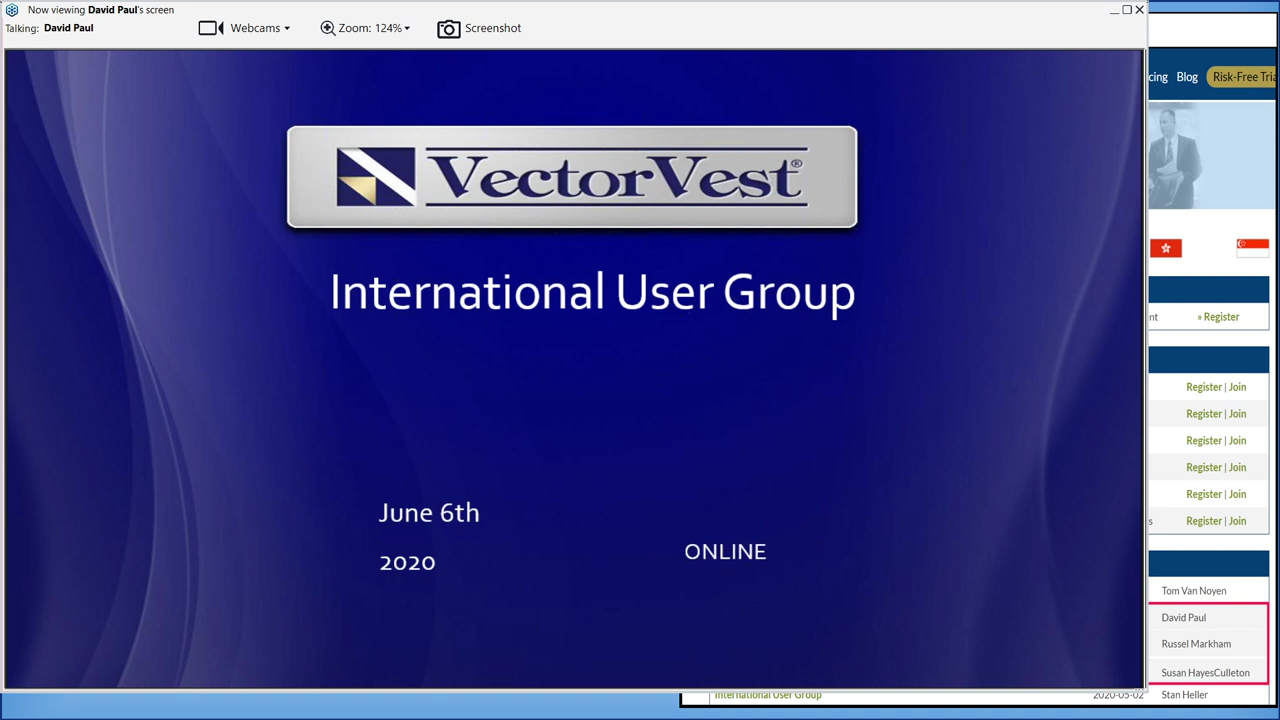 Now viewing David Paul's screen
Talking: David Paul
Webcams
Zoom: 124%
Screenshot
VectorVest®
International User Group
June 6th
2020
ONLINE
Blog
Risk-Free
» Register
Register | Join
Register | Join
Register | Join
Register | Join
Register | Join
Register | Join
Tom Van Noyen
David Paul
Russel Markham
Susan HayesCulleton
International User Group 2020-05-02 Stan Heller